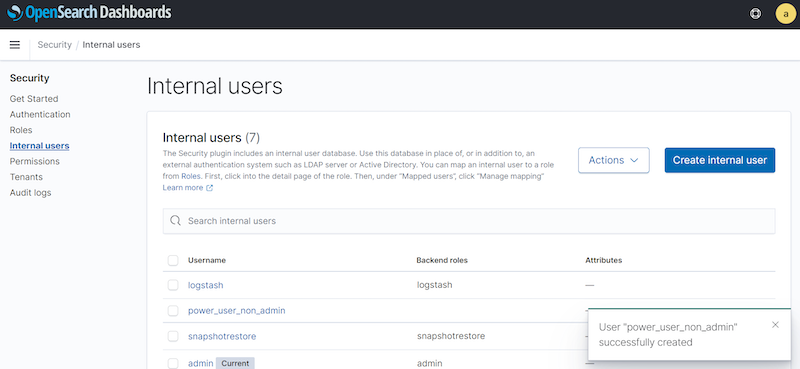 OpenSearch Dashboards
a
Security / Internal users
Security
Get Started
Authentication
Roles
Internal users
Permissions
Tenants
Audit logs
Internal users
Internal users (7)
The Security plugin includes an internal user database. Use this database in place of, or in addition to, an
external authentication system such as LDAP server or Active Directory. You can map an internal user to a role
from Roles. First, click into the detail page of the role. Then, under “Mapped users”, click “Manage mapping”
Learn more
Actions
Create internal user
Search internal users
Username Backend roles Attributes
logstash logstash —
power_user_non_admin —
snapshotrestore snapshotrestore
admin Current admin
User "power_user_non_admin"
successfully created